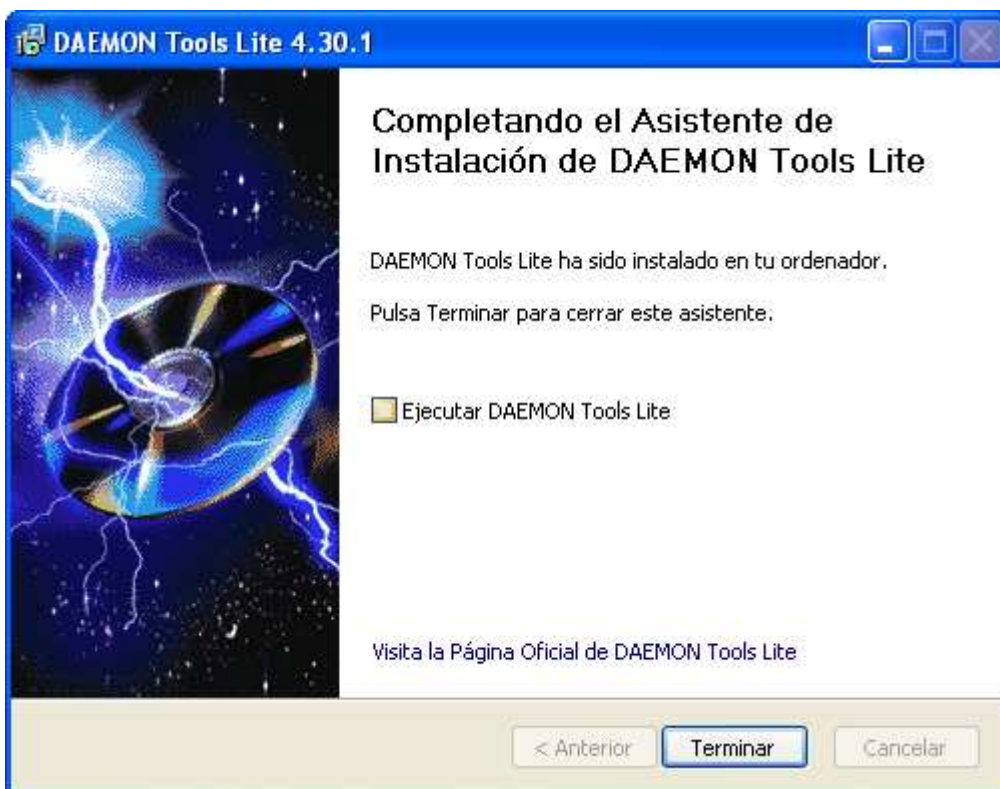 DAEMON Tools Lite 4.30.1
Completando el Asistente de
Instalación de DAEMON Tools Lite
DAEMON Tools Lite ha sido instalado en tu ordenador.
Pulsa Terminar para cerrar este asistente.
Ejecutar DAEMON Tools Lite
Visita la Página Oficial de DAEMON Tools Lite
< Anterior
Terminar
Cancelar